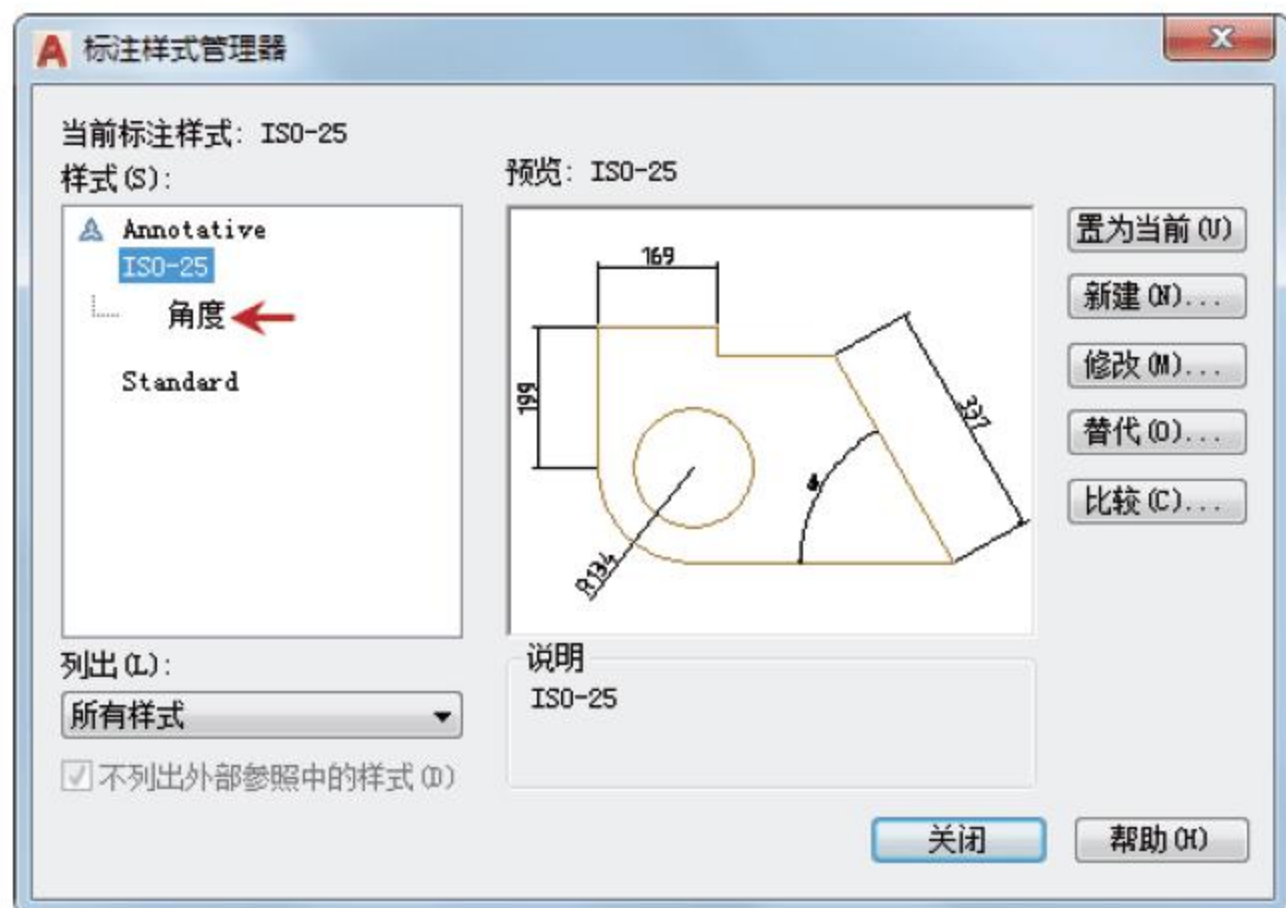 标注样式管理器
当前标注样式: ISO-25
样式(S):
Annotative
ISO-25
角度
Standard
列出(L):
所有样式
不列出外部参照中的样式(D)
预览: ISO-25
169
199
337
R134
说明
ISO-25
置为当前(U)
新建(N)...
修改(M)...
替代(O)...
比较(C)...
关闭
帮助(H)